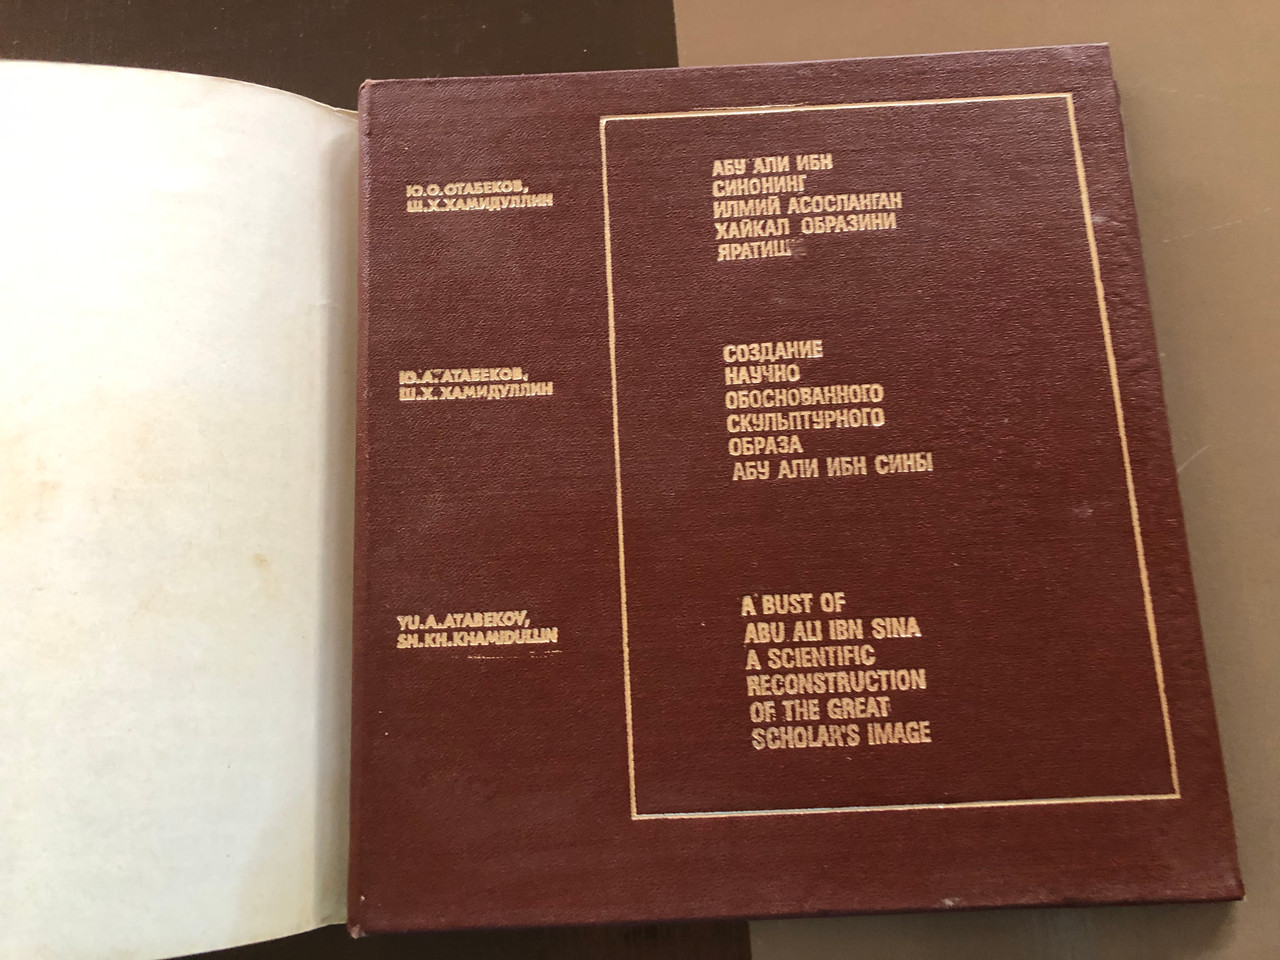 Ю.О.ОТАБЕКОВ,
Ш.Х.ХАМИДУЛЛИН
АБУ АЛИ ИБН
СИНОНИНГ
ИЛМИЙ АСОСЛАНГАН
ХАЙКАЛ ОБРАЗИНИ
ЯРАТИШ
Ю.А.АТАБЕКОВ,
Ш.Х.ХАМИДУЛЛИН
СОЗДАНИЕ
НАУЧНО
ОБОСНОВАННОГО
СКУЛЬПТУРНОГО
ОБРАЗА
АБУ АЛИ ИБН СИНЫ
YU.A.ATABEKOV,
SH.KH.KHAMIDULLIN
A BUST OF
ABU ALI IBN SINA
A SCIENTIFIC
RECONSTRUCTION
OF THE GREAT
SCHOLAR'S IMAGE